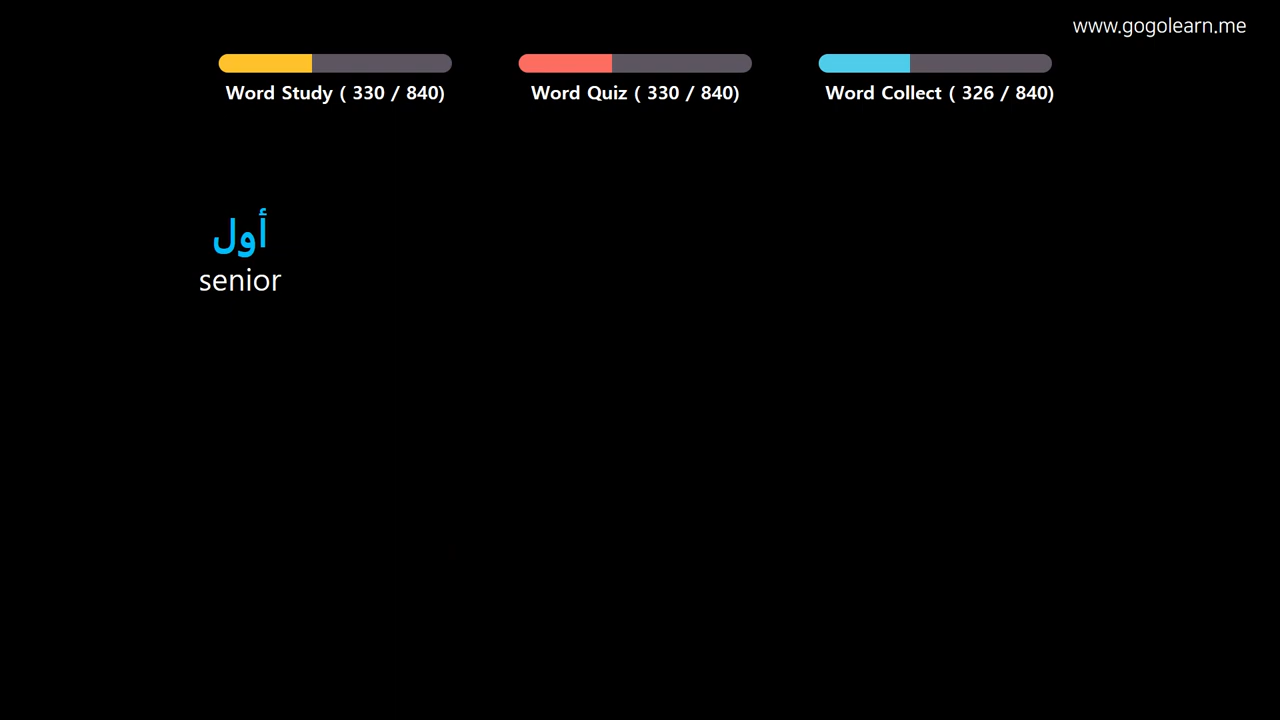 www.gogolearn.me
Word Study ( 330 / 840)
Word Quiz ( 330 / 840)
Word Collect ( 326 / 840)
أول
senior